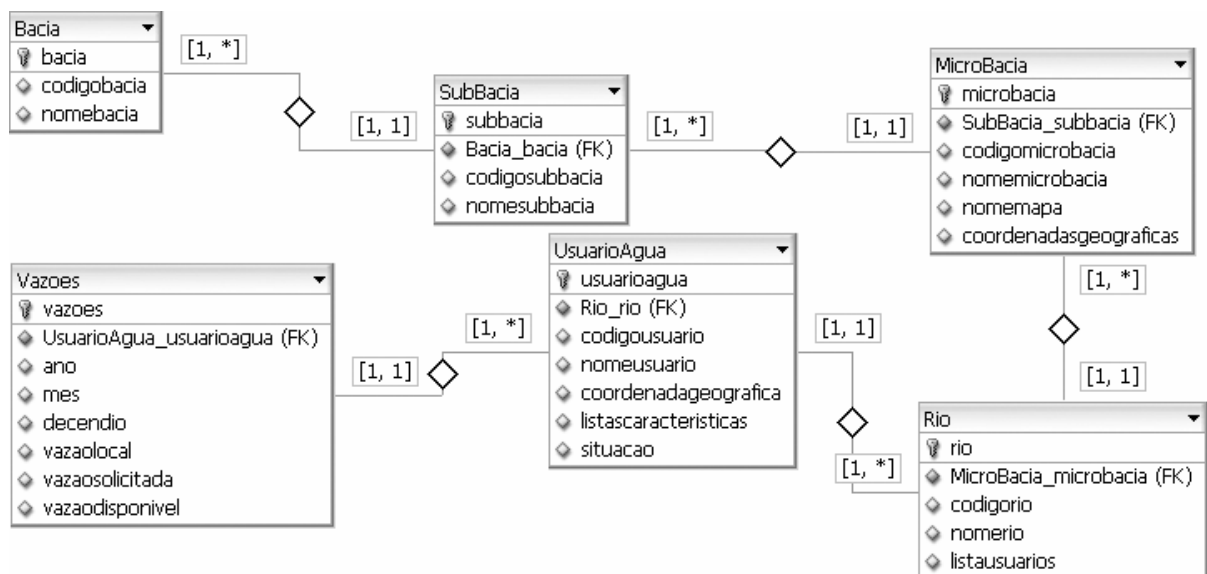 Bacia
bacia
codigobacia
nomebacia
[1, *]
[1, 1]
SubBacia
subbacia
Bacia_bacia (FK)
codigosubbacia
nomesubbacia
[1, *]
[1, 1]
MicroBacia
microbacia
SubBacia_subbacia (FK)
codigomicrobacia
nomemicrobacia
nomemapa
coordenadasgeograficas
Vazoes
vazoes
UsuarioAgua_usuarioagua (FK)
ano
mes
decendio
vazaolocal
vazaosolicitada
vazaodisponivel
[1, 1]
[1, *]
UsuarioAgua
usuarioagua
Rio_rio (FK)
codigousuario
nomeusuario
coordenadageografica
listascaracteristicas
situacao
[1, 1]
[1, *]
[1, *]
[1, 1]
Rio
rio
MicroBacia_microbacia (FK)
codigorio
nomerio
listausuarios